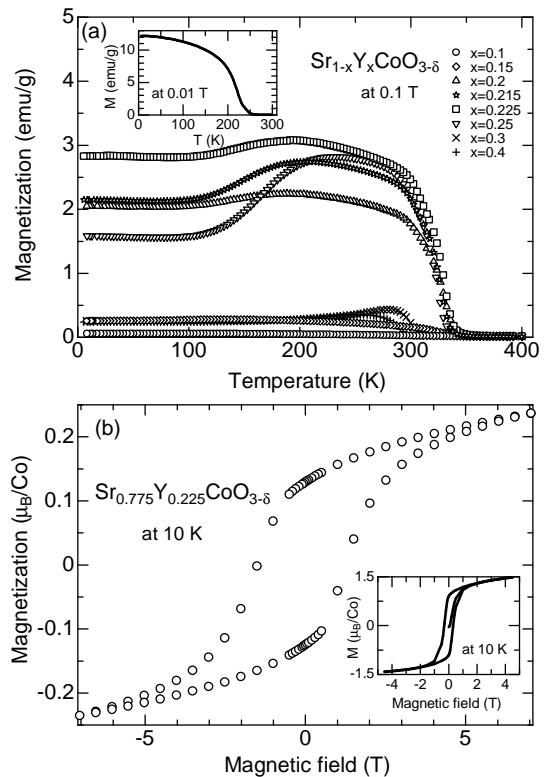 (a)
Magnetization (emu/g)
5
4
3
2
1
0
M (emu/g)
10
5
0
at 0.01 T
0 100 200 300
T (K)
Sr1-xYxCoO3-δ
at 0.1 T
x=0.1
x=0.15
x=0.2
x=0.215
x=0.225
x=0.25
x=0.3
x=0.4
0 100 200 300 400
Temperature (K)
(b)
Magnetization (μB/Co)
0.2
0.1
0
-0.1
-0.2
Sr0.775Y0.225CoO3-δ
at 10 K
M (μB/Co)
1.5
0
-1.5
at 10 K
-4 -2 0 2 4
Magnetic field (T)
-5 0 5
Magnetic field (T)